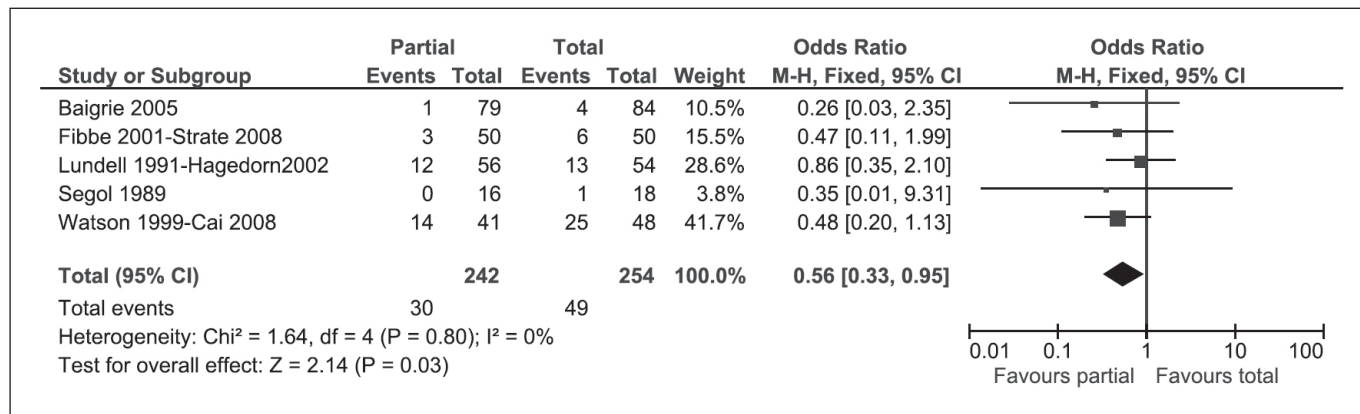 Partial Total Odds Ratio Odds Ratio
Study or Subgroup Events Total Events Total Weight M-H, Fixed, 95% CI M-H, Fixed, 95% CI
Baigrie 2005 1 79 4 84 10.5% 0.26 [0.03, 2.35]
Fibbe 2001-Strate 2008 3 50 6 50 15.5% 0.47 [0.11, 1.99]
Lundell 1991-Hagedorn2002 12 56 13 54 28.6% 0.86 [0.35, 2.10]
Segol 1989 0 16 1 18 3.8% 0.35 [0.01, 9.31]
Watson 1999-Cai 2008 14 41 25 48 41.7% 0.48 [0.20, 1.13]
Total (95% CI) 242 254 100.0% 0.56 [0.33, 0.95]
Total events 30 49
Heterogeneity: Chi² = 1.64, df = 4 (P = 0.80); I² = 0%
Test for overall effect: Z = 2.14 (P = 0.03)
0.01 0.1 1 10 100
Favours partial Favours total